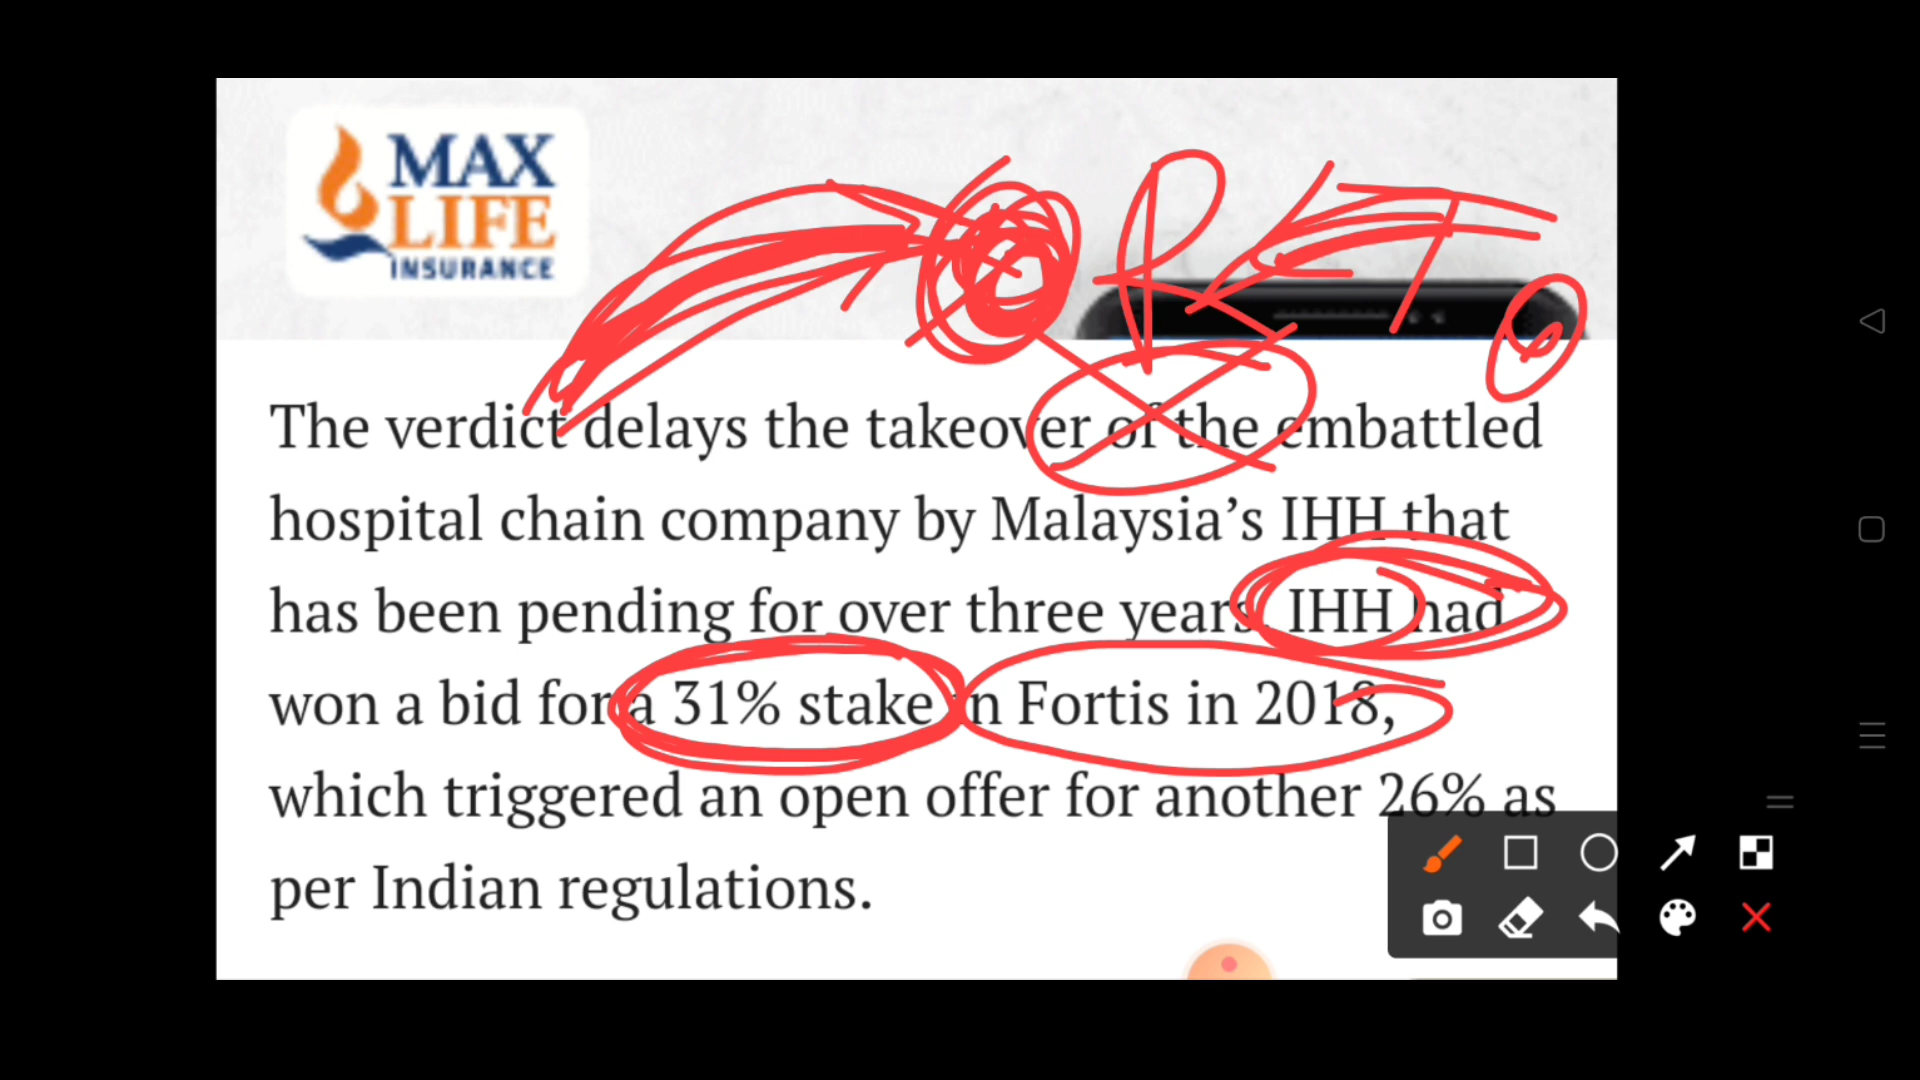 MAX
LIFE
INSURANCE
The verdict delays the takeover of the embattled
hospital chain company by Malaysia’s IHH that
has been pending for over three years. IHH had
won a bid for a 31% stake in Fortis in 2018,
which triggered an open offer for another 26% as
per Indian regulations.